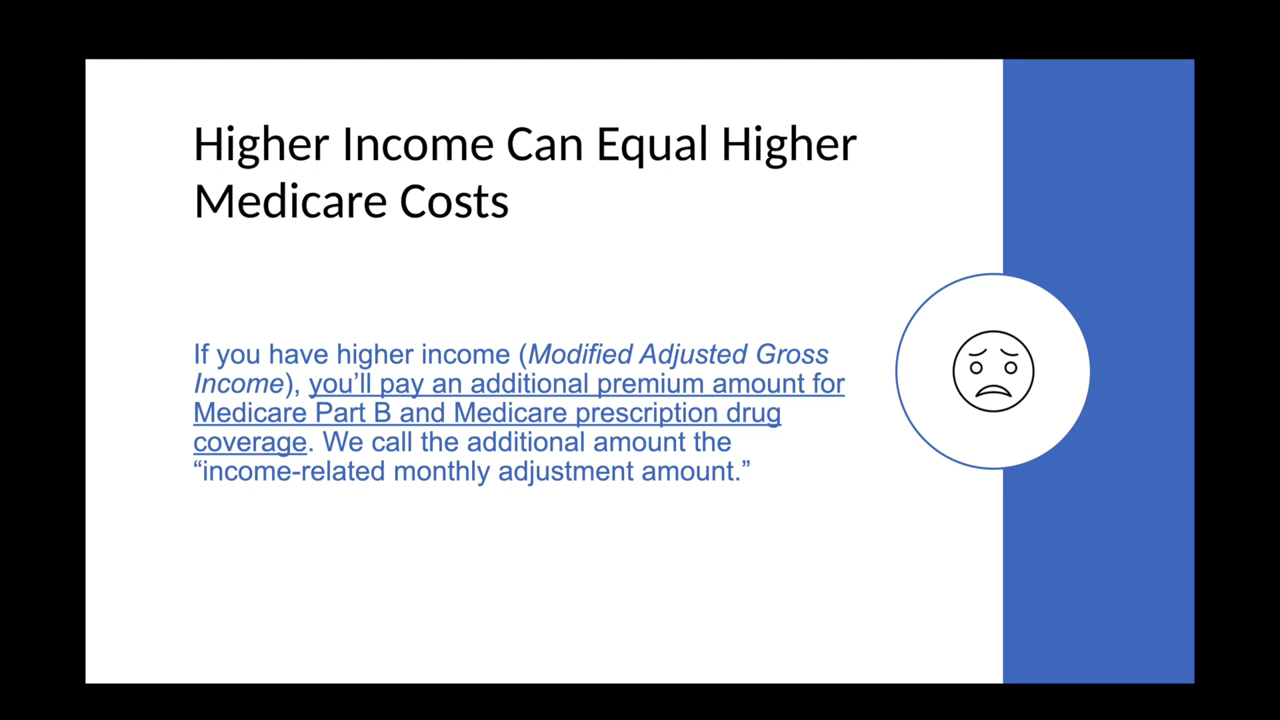 Higher Income Can Equal Higher
Medicare Costs
If you have higher income (Modified Adjusted Gross
Income), you’ll pay an additional premium amount for
Medicare Part B and Medicare prescription drug
coverage. We call the additional amount the
“income-related monthly adjustment amount.”